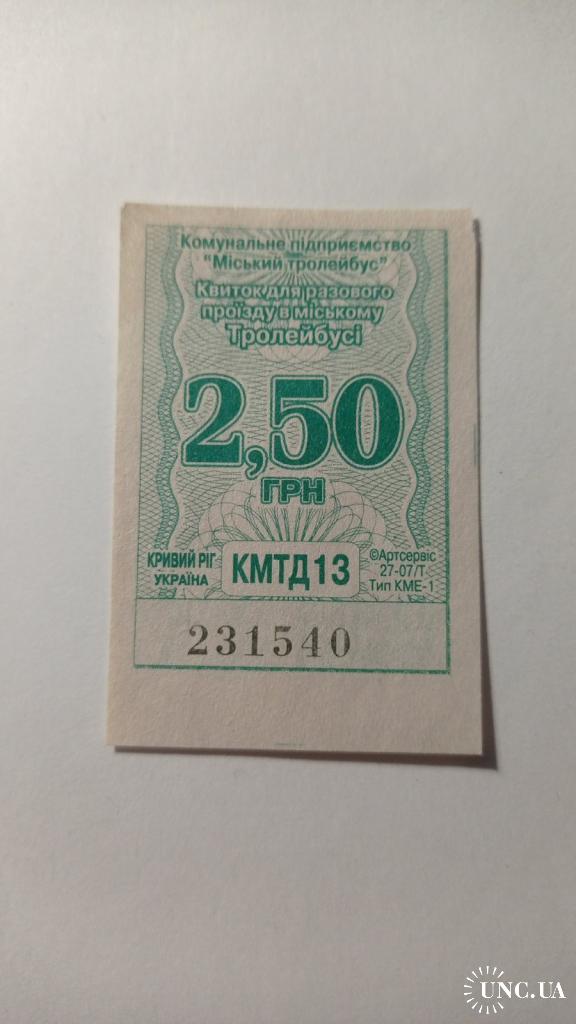 Комунальне підприємство
"Міський тролейбус"
Квиток для разового
проїзду в міському
Тролейбусі
2,50
ГРН
КРИВИЙ РІГ
УКРАЇНА
КМТД13
©Артсервіс
27-07/Т
Тип КМЕ-1
231540
UNC.UA